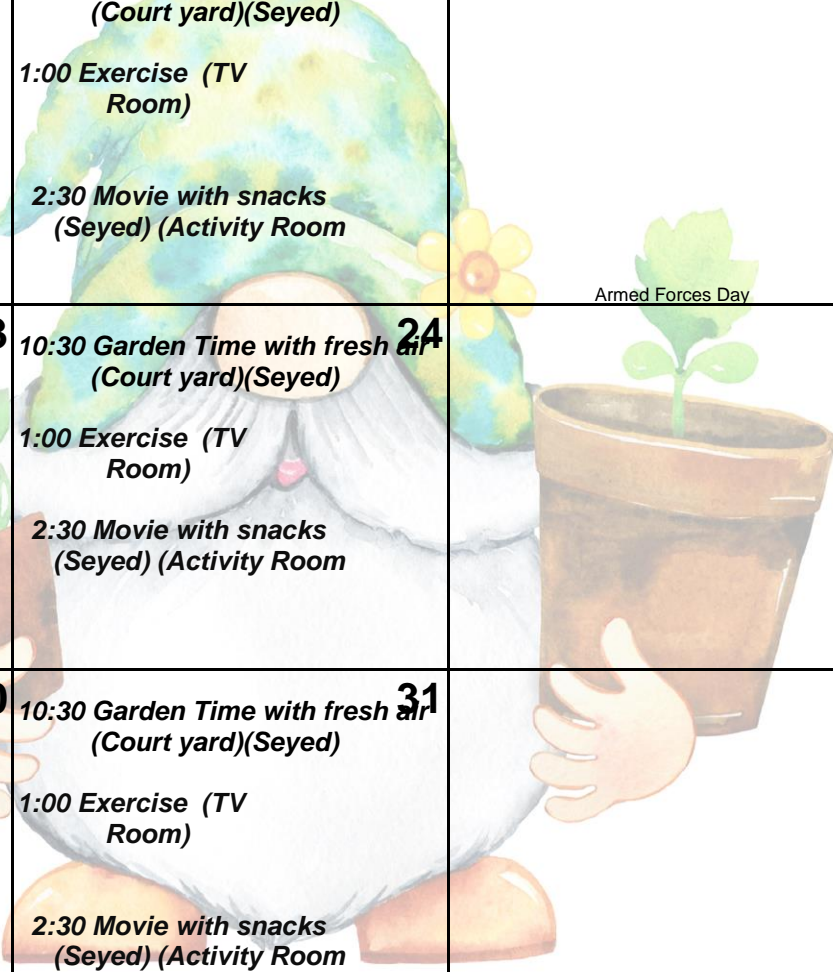 (Court yard)(Seyed)
1:00 Exercise (TV
Room)
2:30 Movie with snacks
(Seyed) (Activity Room
Armed Forces Day
24
10:30 Garden Time with fresh air
(Court yard)(Seyed)
1:00 Exercise (TV
Room)
2:30 Movie with snacks
(Seyed) (Activity Room
31
10:30 Garden Time with fresh air
(Court yard)(Seyed)
1:00 Exercise (TV
Room)
2:30 Movie with snacks
(Seyed) (Activity Room